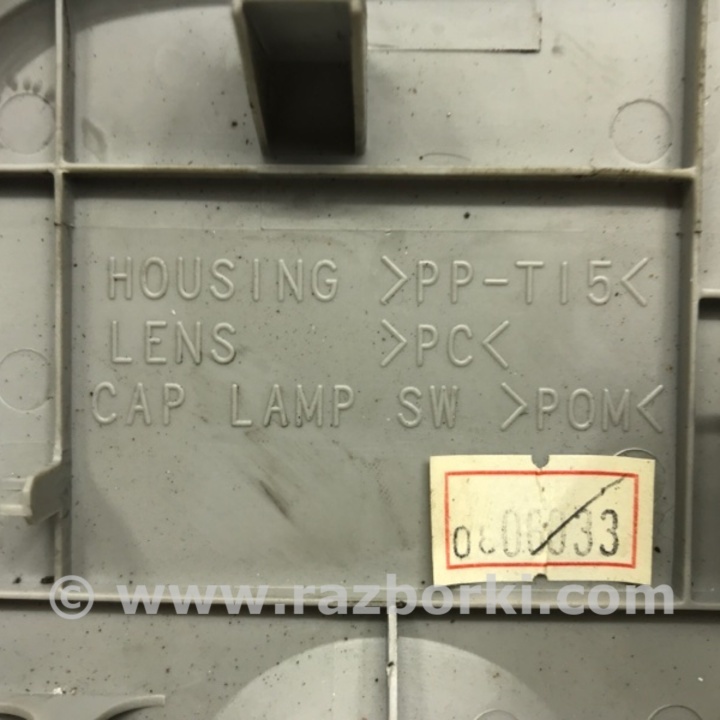 HOUSING >PP-T15<
LENS >PC<
CAP LAMP SW >POM<
© www.razborki.com